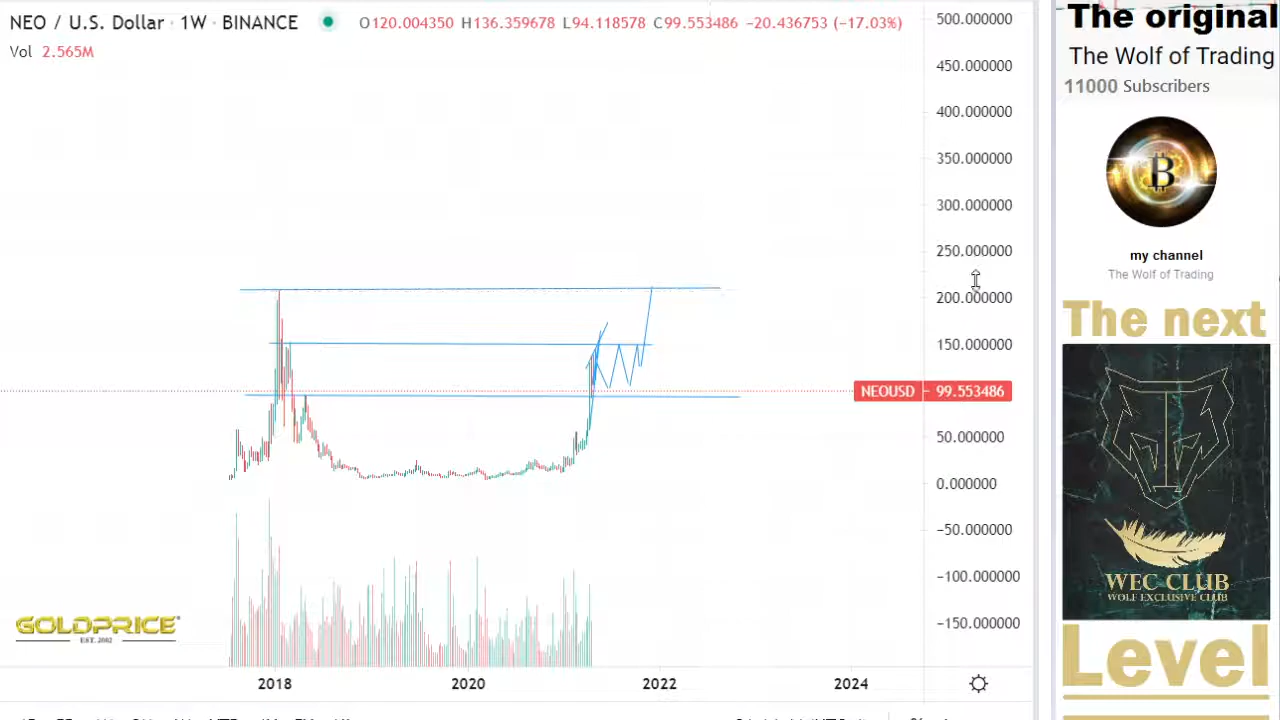 NEO / U.S. Dollar · 1W · BINANCE O120.004350 H136.359678 L94.118578 C99.553486 −20.436753 (−17.03%)
Vol 2.565M
500.000000
450.000000
400.000000
350.000000
300.000000
250.000000
200.000000
150.000000
NEOUSD 99.553486
50.000000
0.000000
−50.000000
−100.000000
−150.000000
GOLDPRICE
EST. 2002
2018 2020 2022 2024
The original
The Wolf of Trading
11000 Subscribers
B
my channel
The Wolf of Trading
The next
WEC CLUB
WOLF EXCLUSIVE CLUB
Level